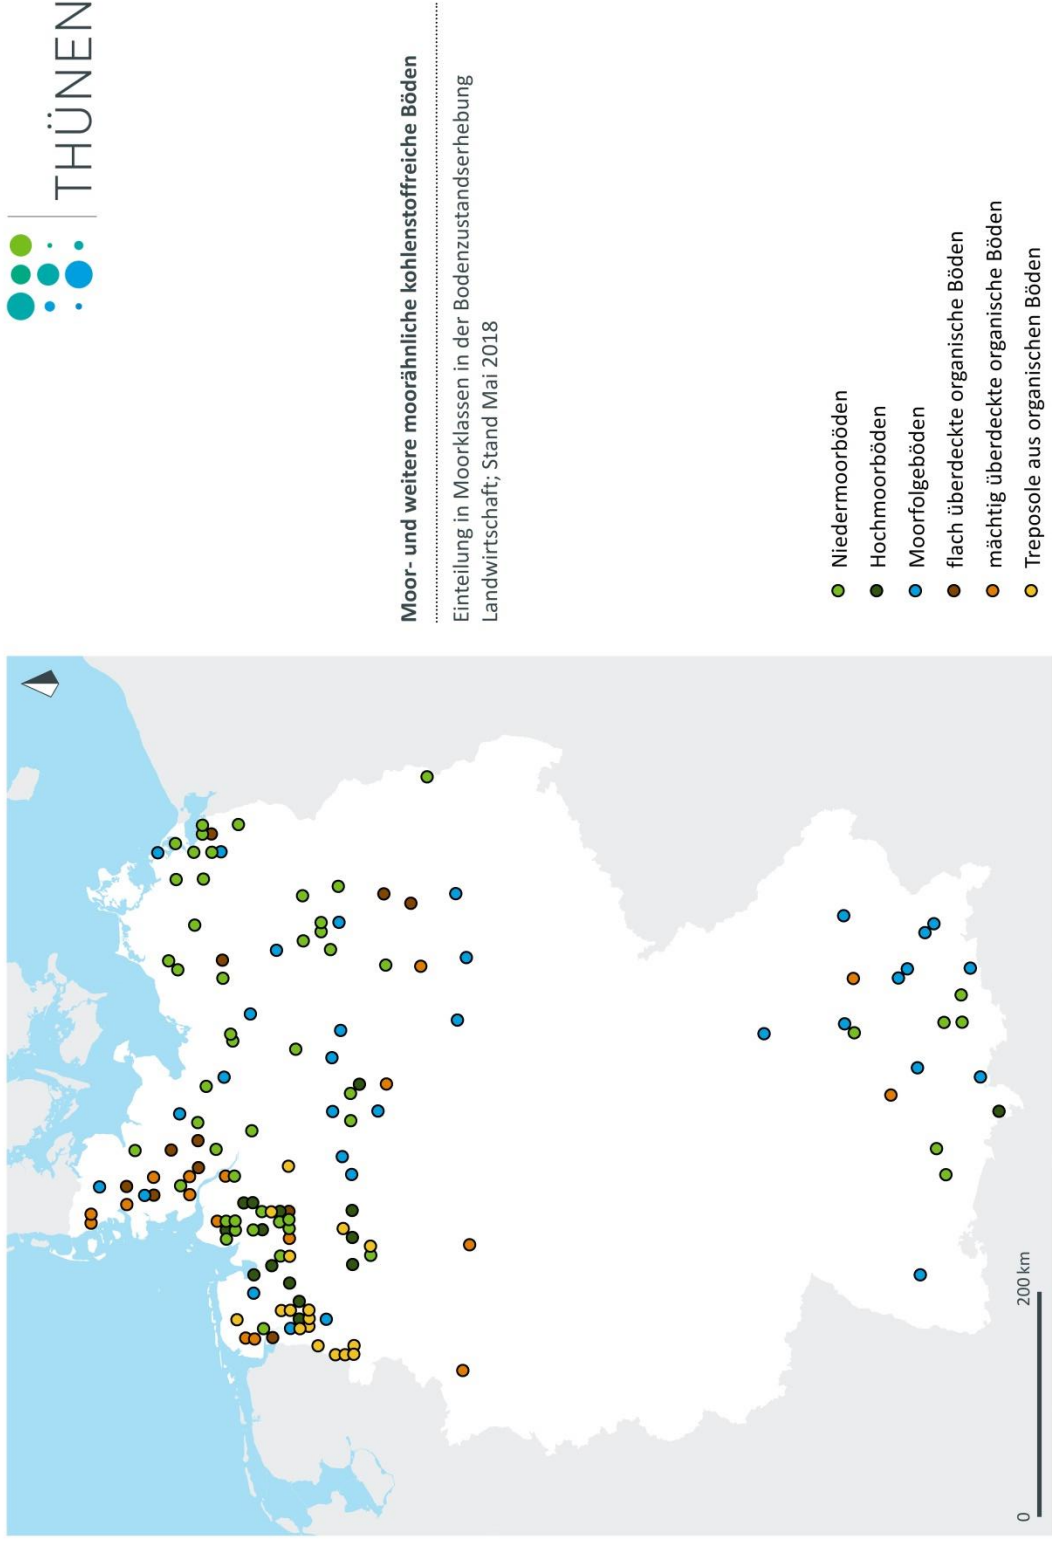 THÜNEN
Moor- und weitere moorähnliche kohlenstoffreiche Böden
Einteilung in Moorklassen in der Bodenzustandserhebung
Landwirtschaft; Stand Mai 2018
Niedermoorböden
Hochmoorböden
Moorfolgeböden
flach überdeckte organische Böden
mächtig überdeckte organische Böden
Treposole aus organischen Böden
0 200 km